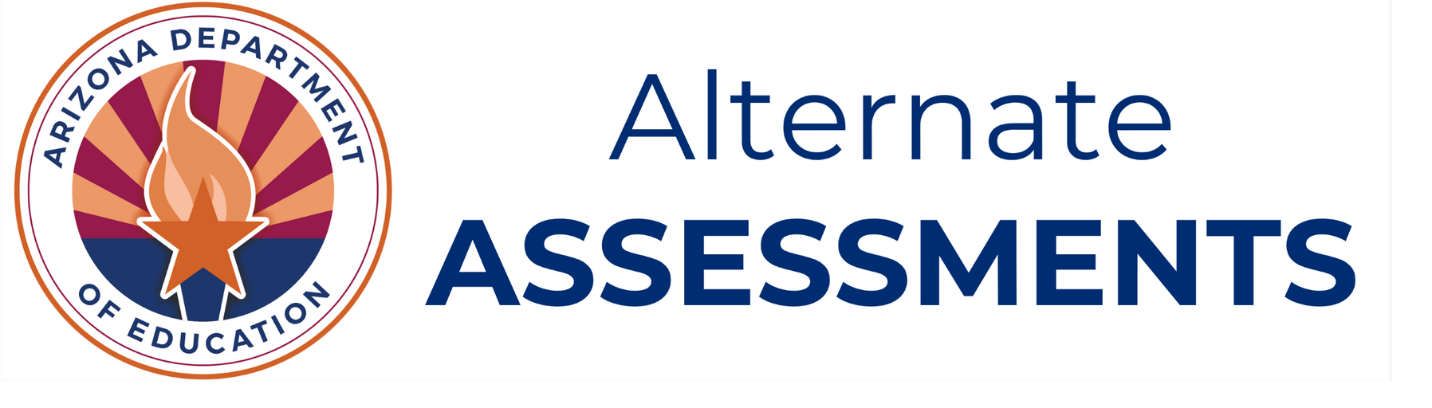 ARIZONA DEPARTMENT
OF EDUCATION
Alternate
ASSESSMENTS